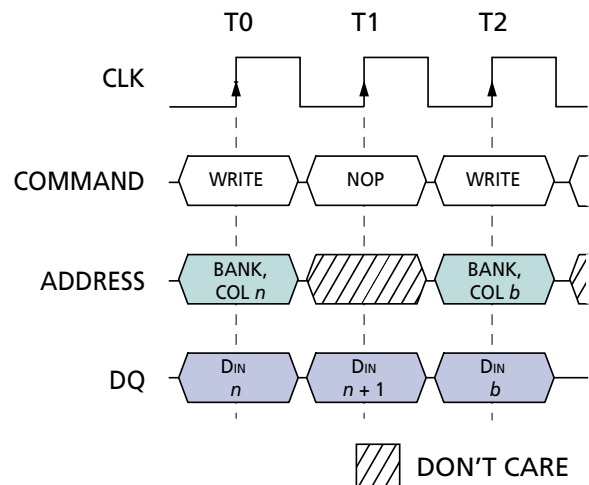 T0 T1 T2
CLK
COMMAND WRITE NOP WRITE
ADDRESS BANK, COL n BANK, COL b
DQ DIN n DIN n + 1 DIN b
DON'T CARE